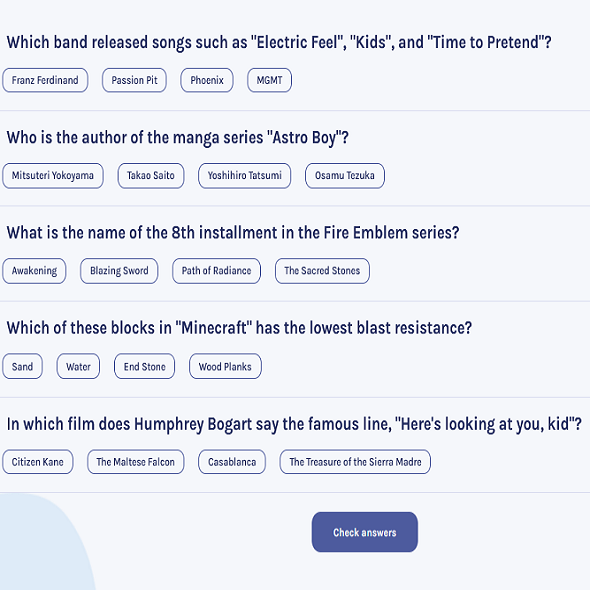 Which band released songs such as "Electric Feel", "Kids", and "Time to Pretend"?
Franz Ferdinand Passion Pit Phoenix MGMT
Who is the author of the manga series "Astro Boy"?
Mitsuteri Yokoyama Takao Saito Yoshihiro Tatsumi Osamu Tezuka
What is the name of the 8th installment in the Fire Emblem series?
Awakening Blazing Sword Path of Radiance The Sacred Stones
Which of these blocks in "Minecraft" has the lowest blast resistance?
Sand Water End Stone Wood Planks
In which film does Humphrey Bogart say the famous line, "Here's looking at you, kid"?
Citizen Kane The Maltese Falcon Casablanca The Treasure of the Sierra Madre
Check answers